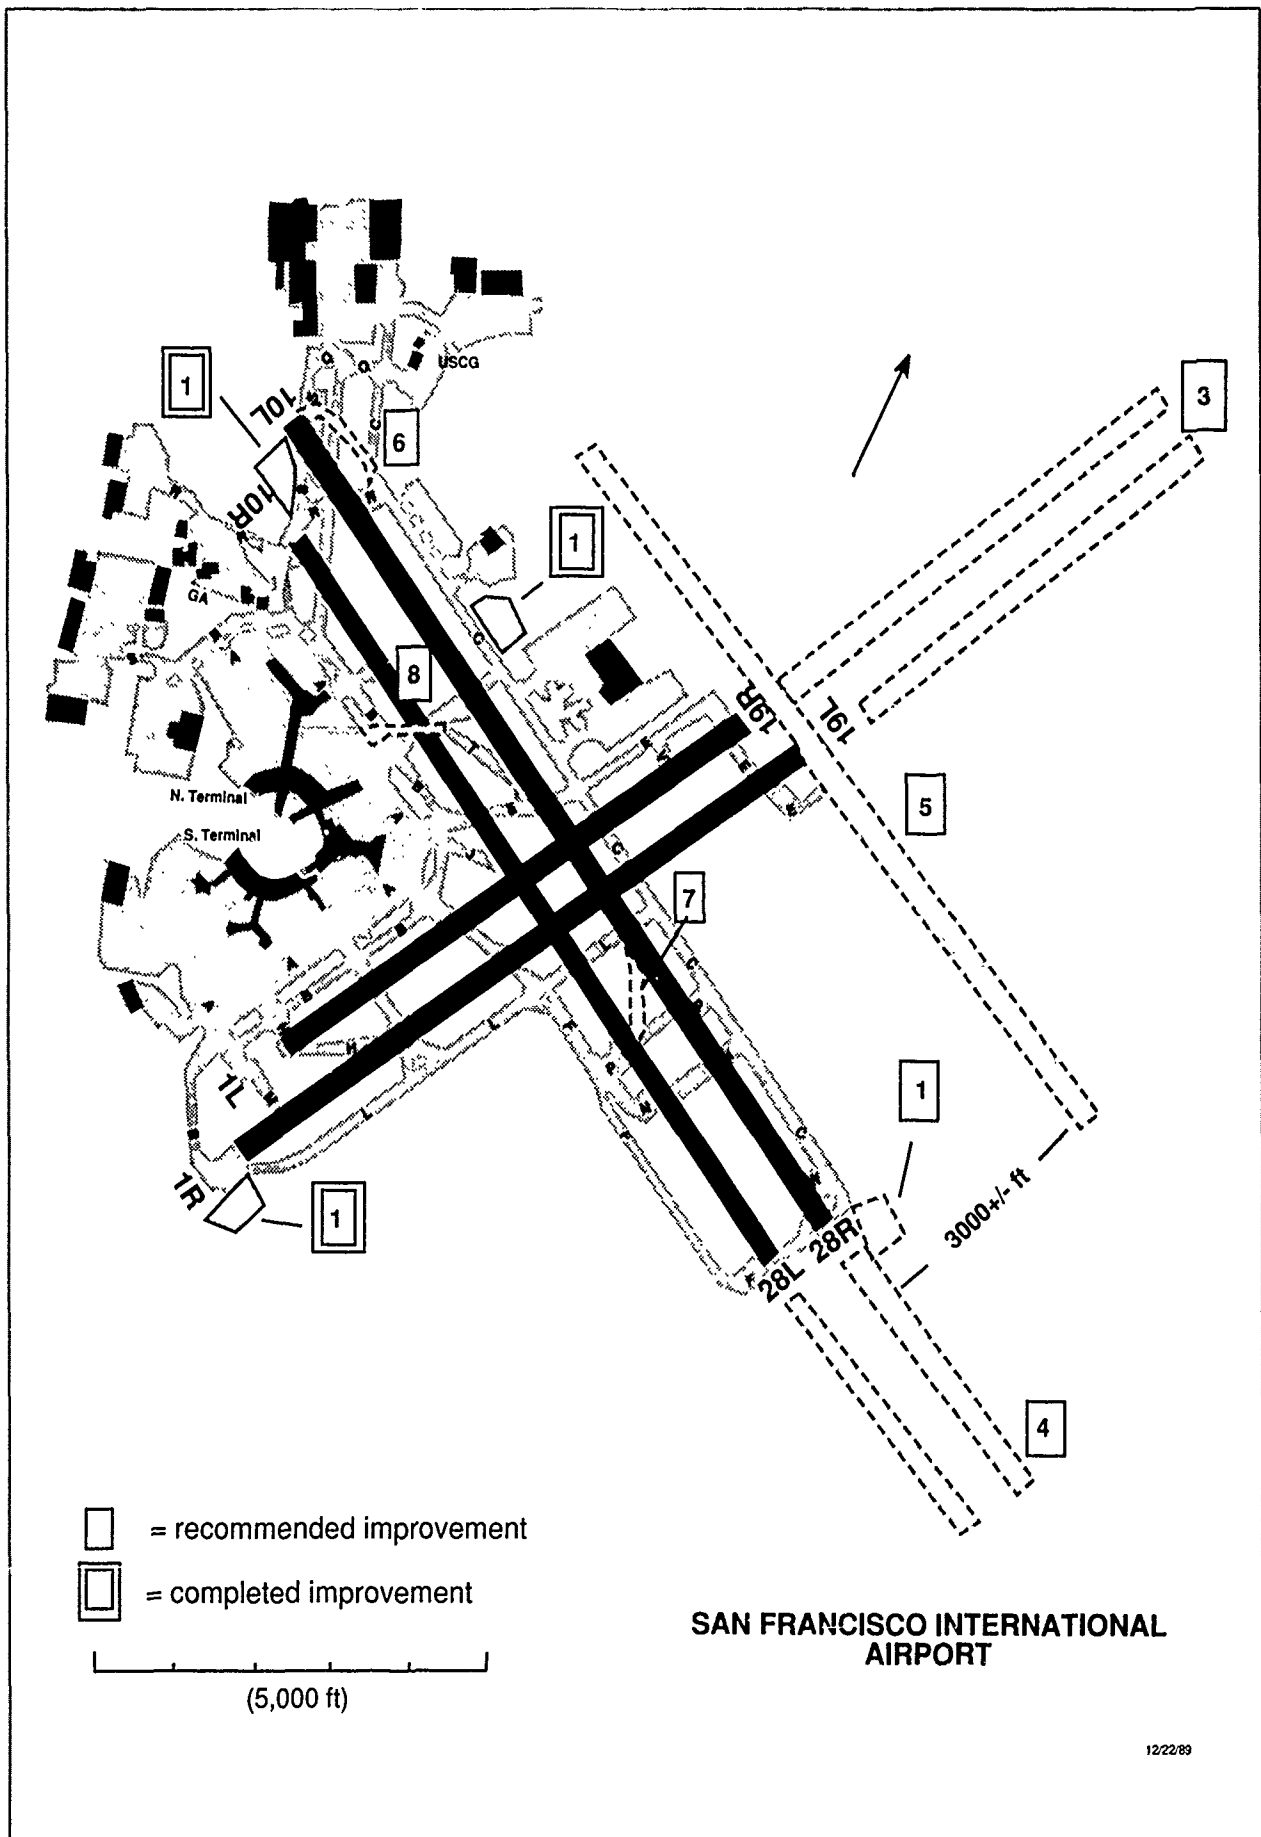 USCG
1
10L
6
3
10R
1
GA
8
19R
19L
N. Terminal
S. Terminal
5
7
1L
1
1R
1
3000+/- ft
28R
28L
4
= recommended improvement
= completed improvement
SAN FRANCISCO INTERNATIONAL
AIRPORT
(5,000 ft)
12/22/89